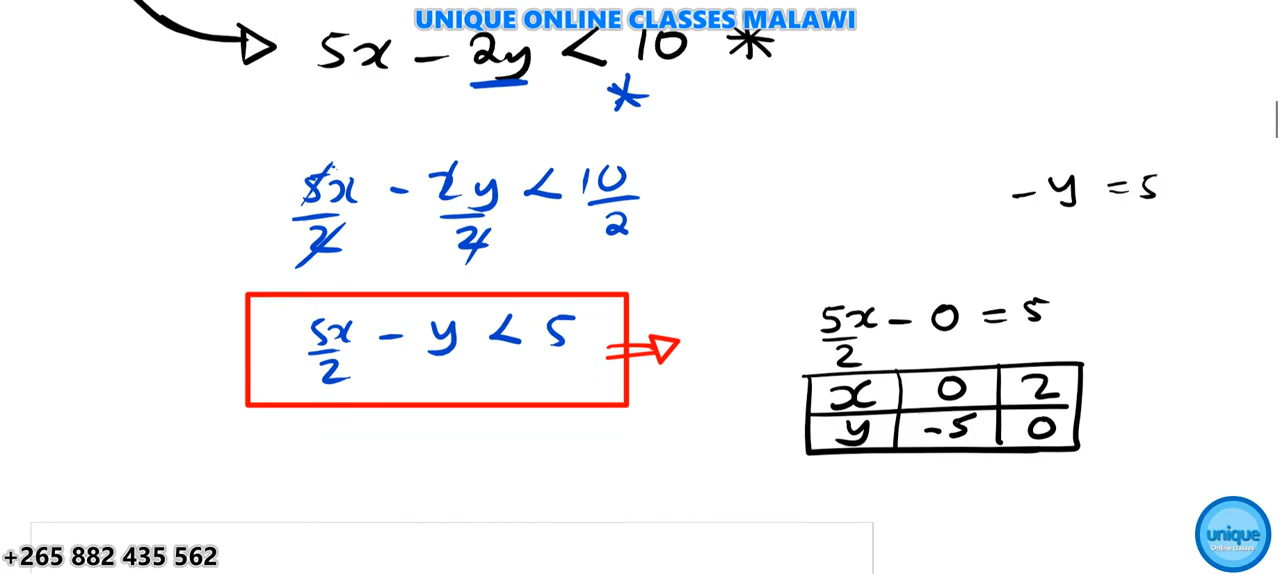 UNIQUE ONLINE CLASSES MALAWI
5x - 2y < 10 *
*
5x/2 - 2y/2 < 10/2
- y = 5
5x/2 - y < 5
5x/2 - 0 = 5
x 0 2
y -5 0
+265 882 435 562
unique
Online classes